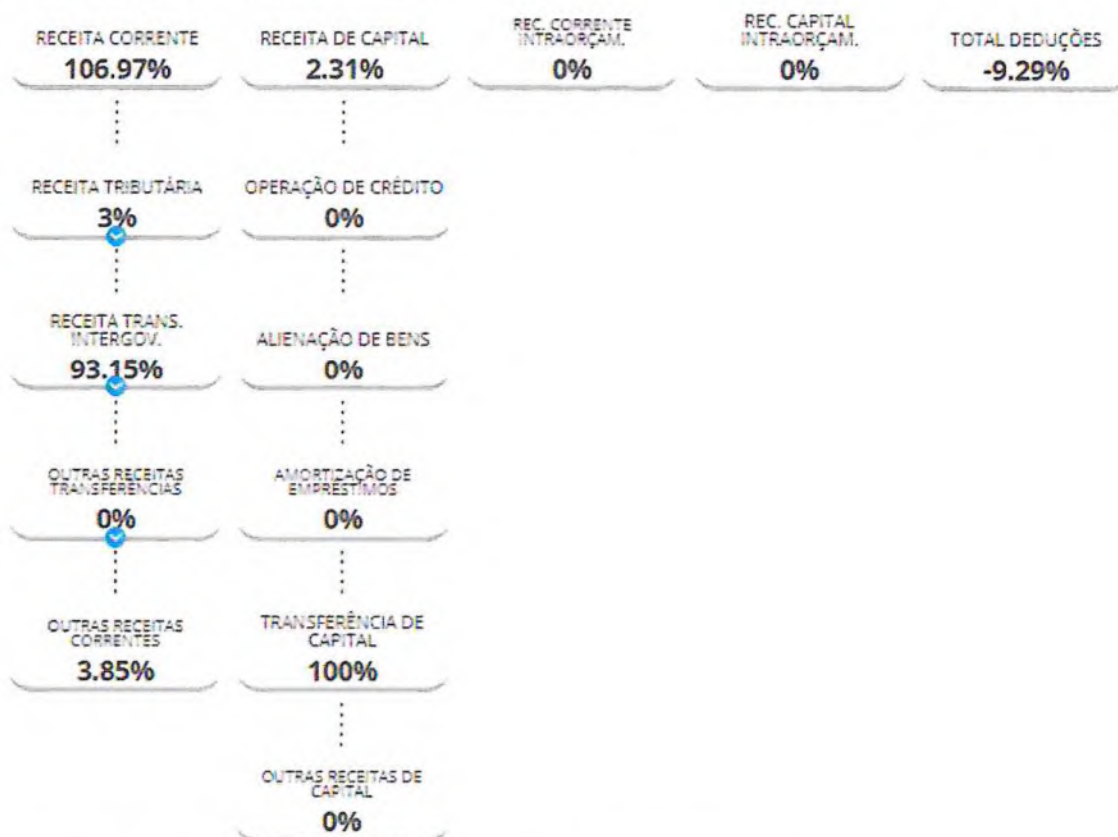 RECEITA CORRENTE
106.97%
RECEITA DE CAPITAL
2.31%
REC. CORRENTE
INTRAORÇAM.
0%
REC. CAPITAL
INTRAORÇAM.
0%
TOTAL DEDUÇÕES
-9.29%
RECEITA TRIBUTÁRIA
3%
OPERAÇÃO DE CRÉDITO
0%
RECEITA TRANS.
INTERGOV.
93.15%
ALIENAÇÃO DE BENS
0%
OUTRAS RECEITAS
TRANSFERÊNCIAS
0%
AMORTIZAÇÃO DE
EMPRÉSTIMOS
0%
OUTRAS RECEITAS
CORRENTES
3.85%
TRANSFERÊNCIA DE
CAPITAL
100%
OUTRAS RECEITAS DE
CAPITAL
0%